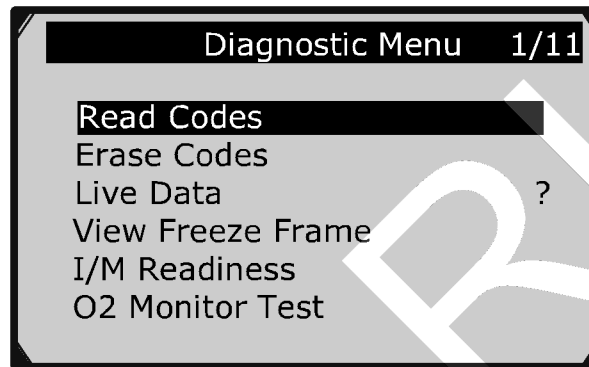 Diagnostic Menu 1/11
Read Codes
Erase Codes
Live Data ?
View Freeze Frame
I/M Readiness
O2 Monitor Test